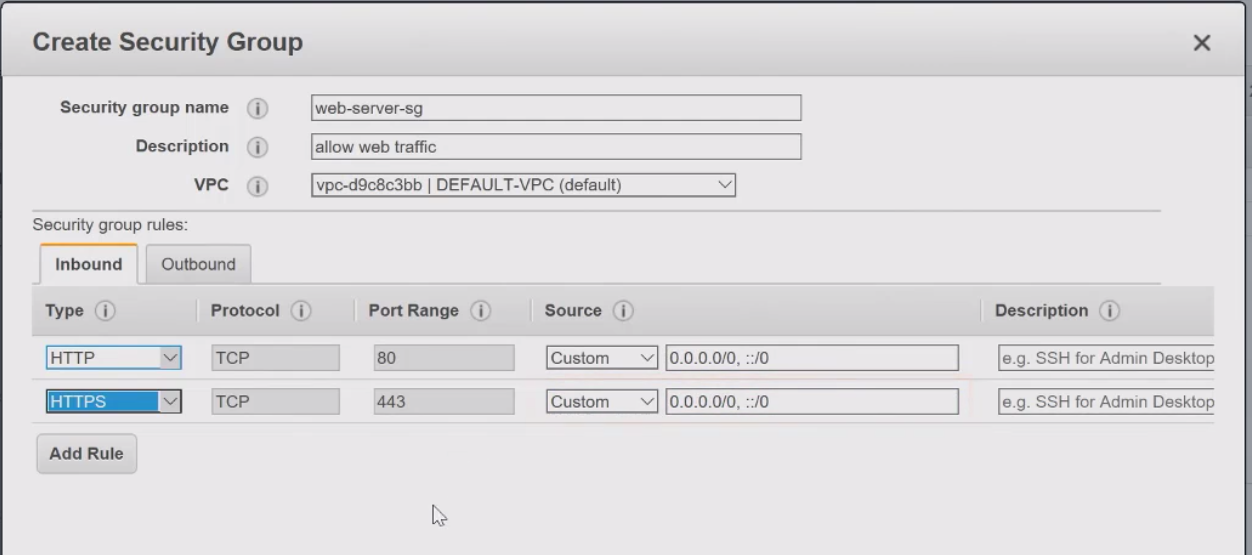 Create Security Group
Security group name i web-server-sg
Description i allow web traffic
VPC i vpc-d9c8c3bb | DEFAULT-VPC (default)
Security group rules:
Inbound Outbound
Type i Protocol i Port Range i Source i Description i
HTTP TCP 80 Custom 0.0.0.0/0, ::/0 e.g. SSH for Admin Desktop
HTTPS TCP 443 Custom 0.0.0.0/0, ::/0 e.g. SSH for Admin Desktop
Add Rule